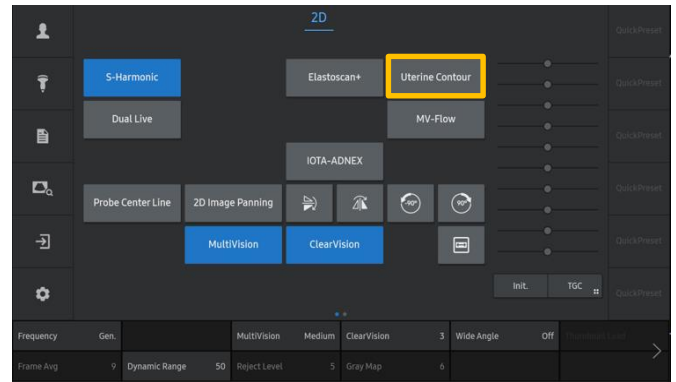 2D
QuickPreset
S-Harmonic
Elastoscan+
Uterine Contour
QuickPreset
Dual Live
MV-Flow
QuickPreset
IOTA-ADNEX
Probe Center Line
2D Image Panning
-90°
90°
QuickPreset
MultiVision
ClearVision
QuickPreset
Init.
TGC
QuickPreset
Frequency Gen.
MultiVision Medium
ClearVision 3
Wide Angle Off
Frame Avg 9
Dynamic Range 50
Reject Level 5
Gray Map 6